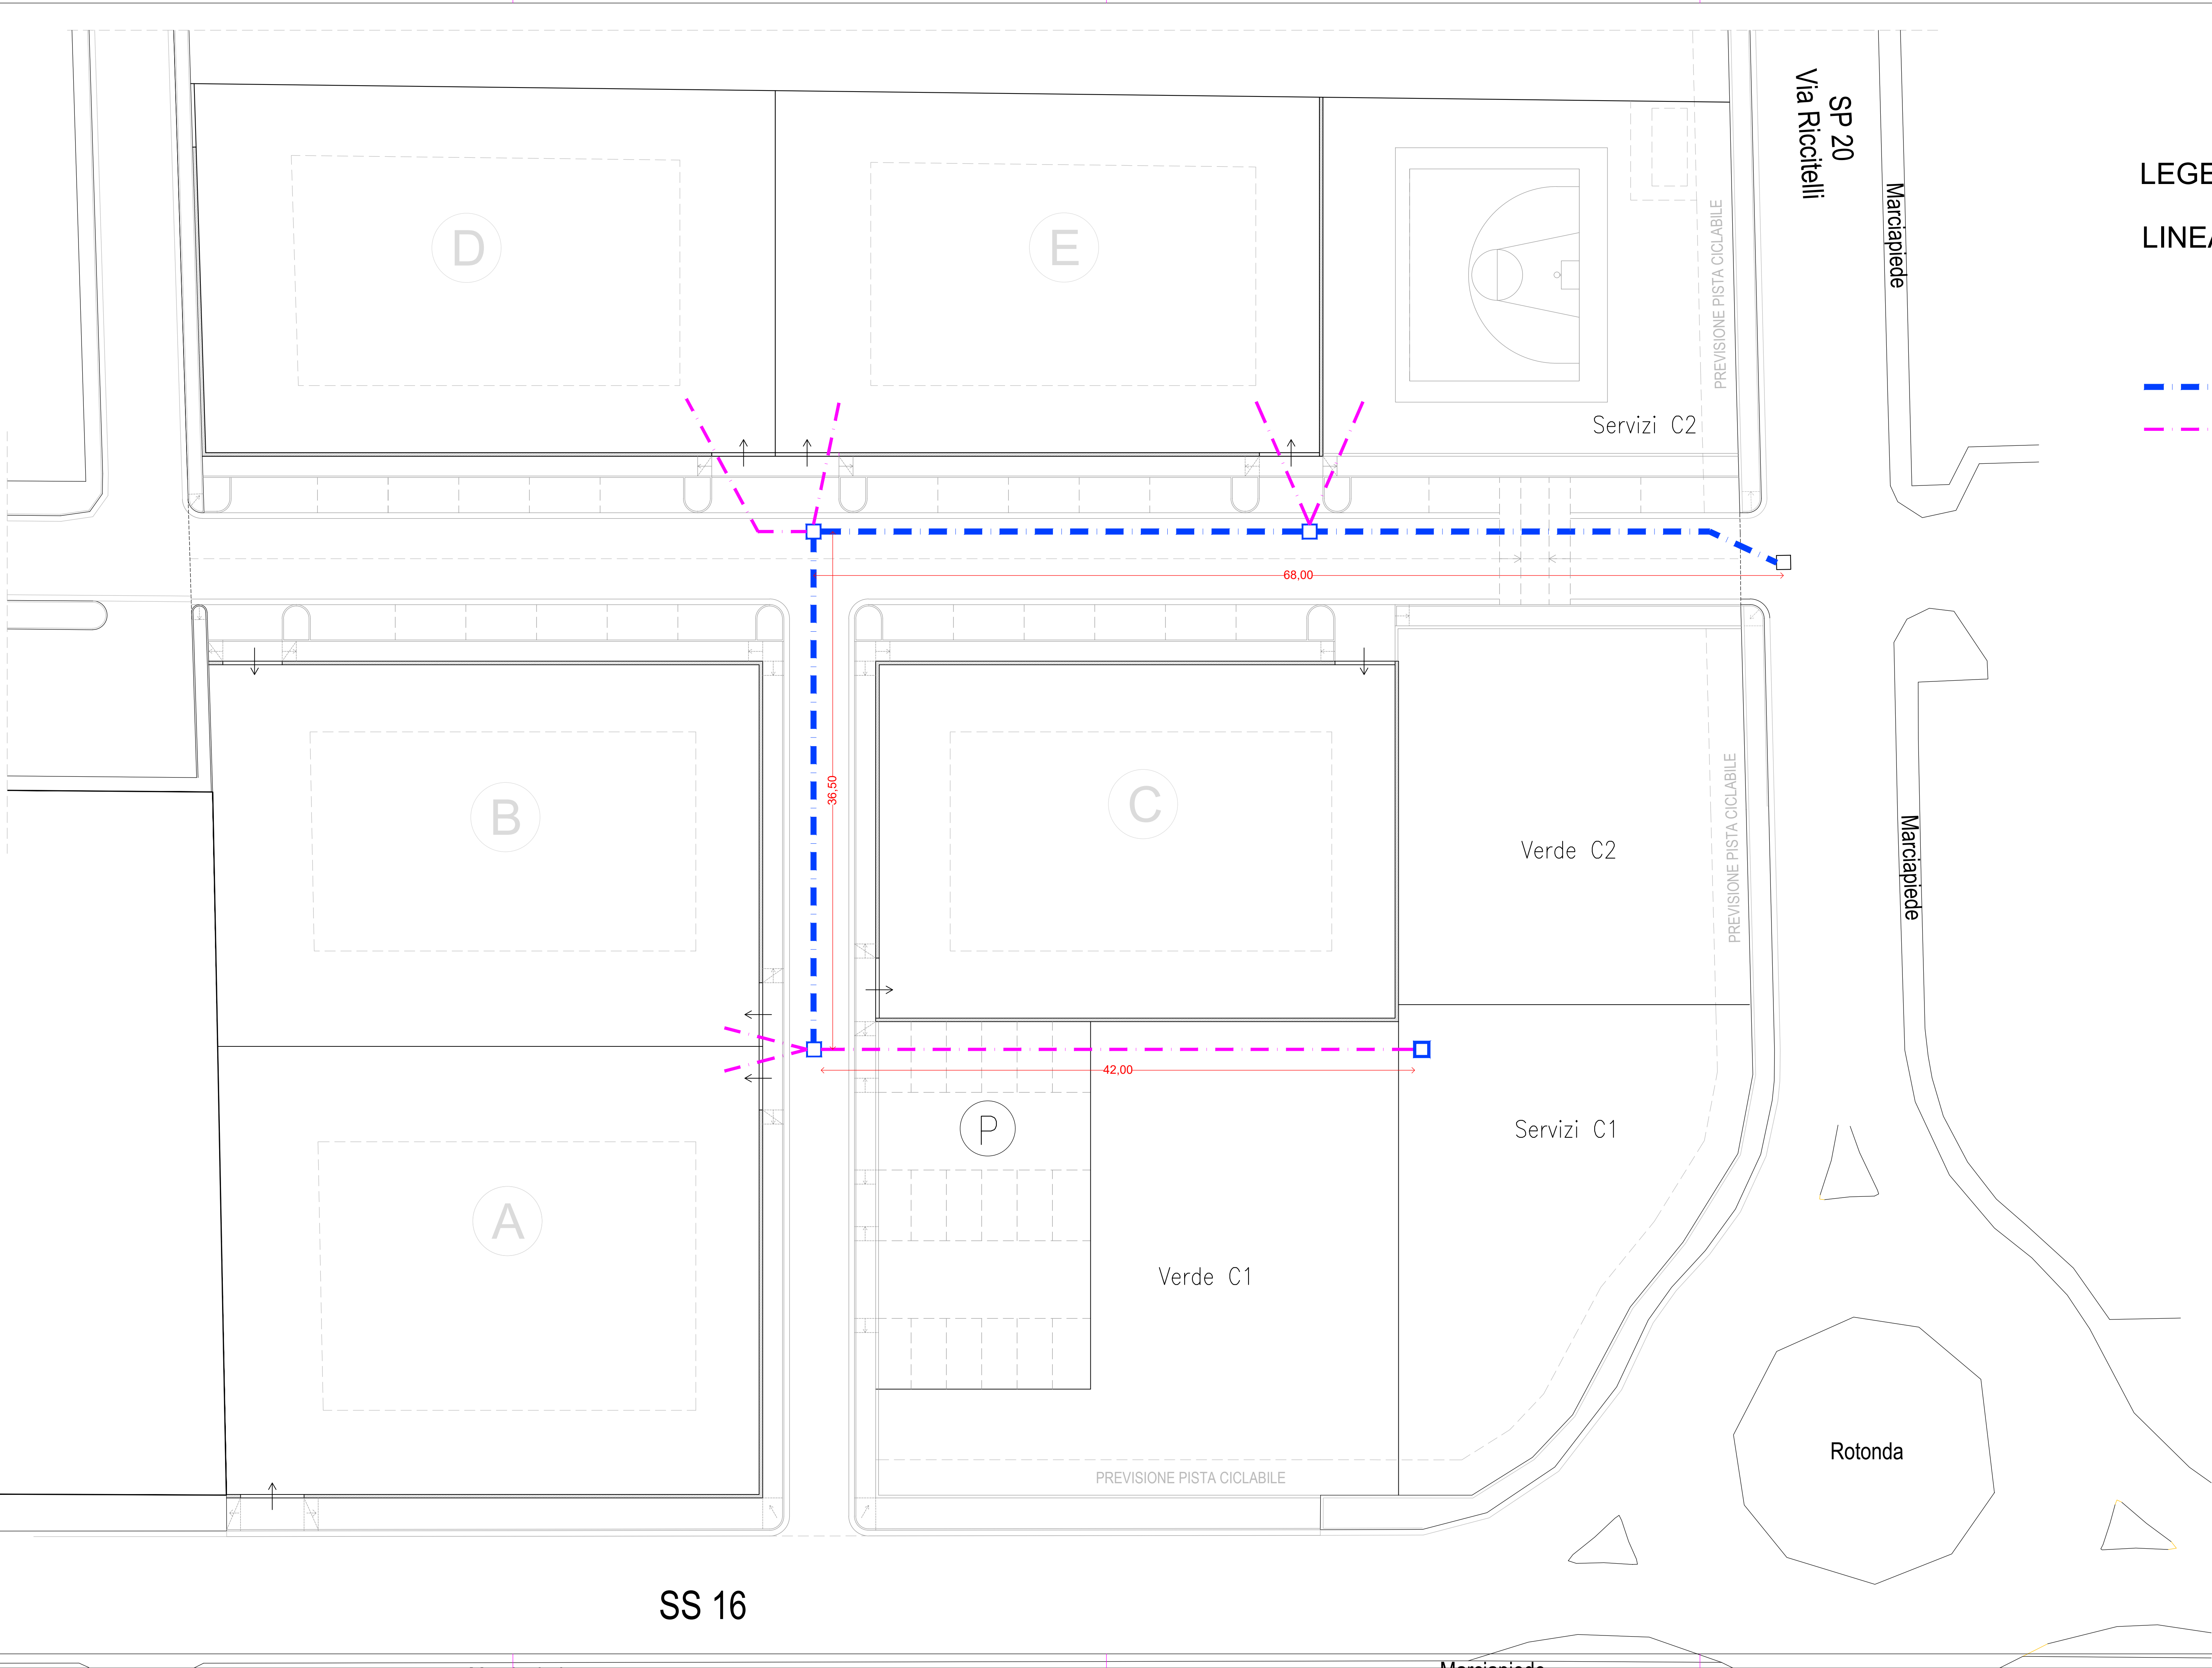 SP 20
Via Riccitelli
Marciapiede
LEGE
LINEA
D
E
PREVISIONE PISTA CICLABILE
Servizi C2
68,00
36,50
B
C
Verde C2
PREVISIONE PISTA CICLABILE
Marciapiede
42,00
P
Servizi C1
A
Verde C1
Rotonda
PREVISIONE PISTA CICLABILE
SS 16
Marciapiede